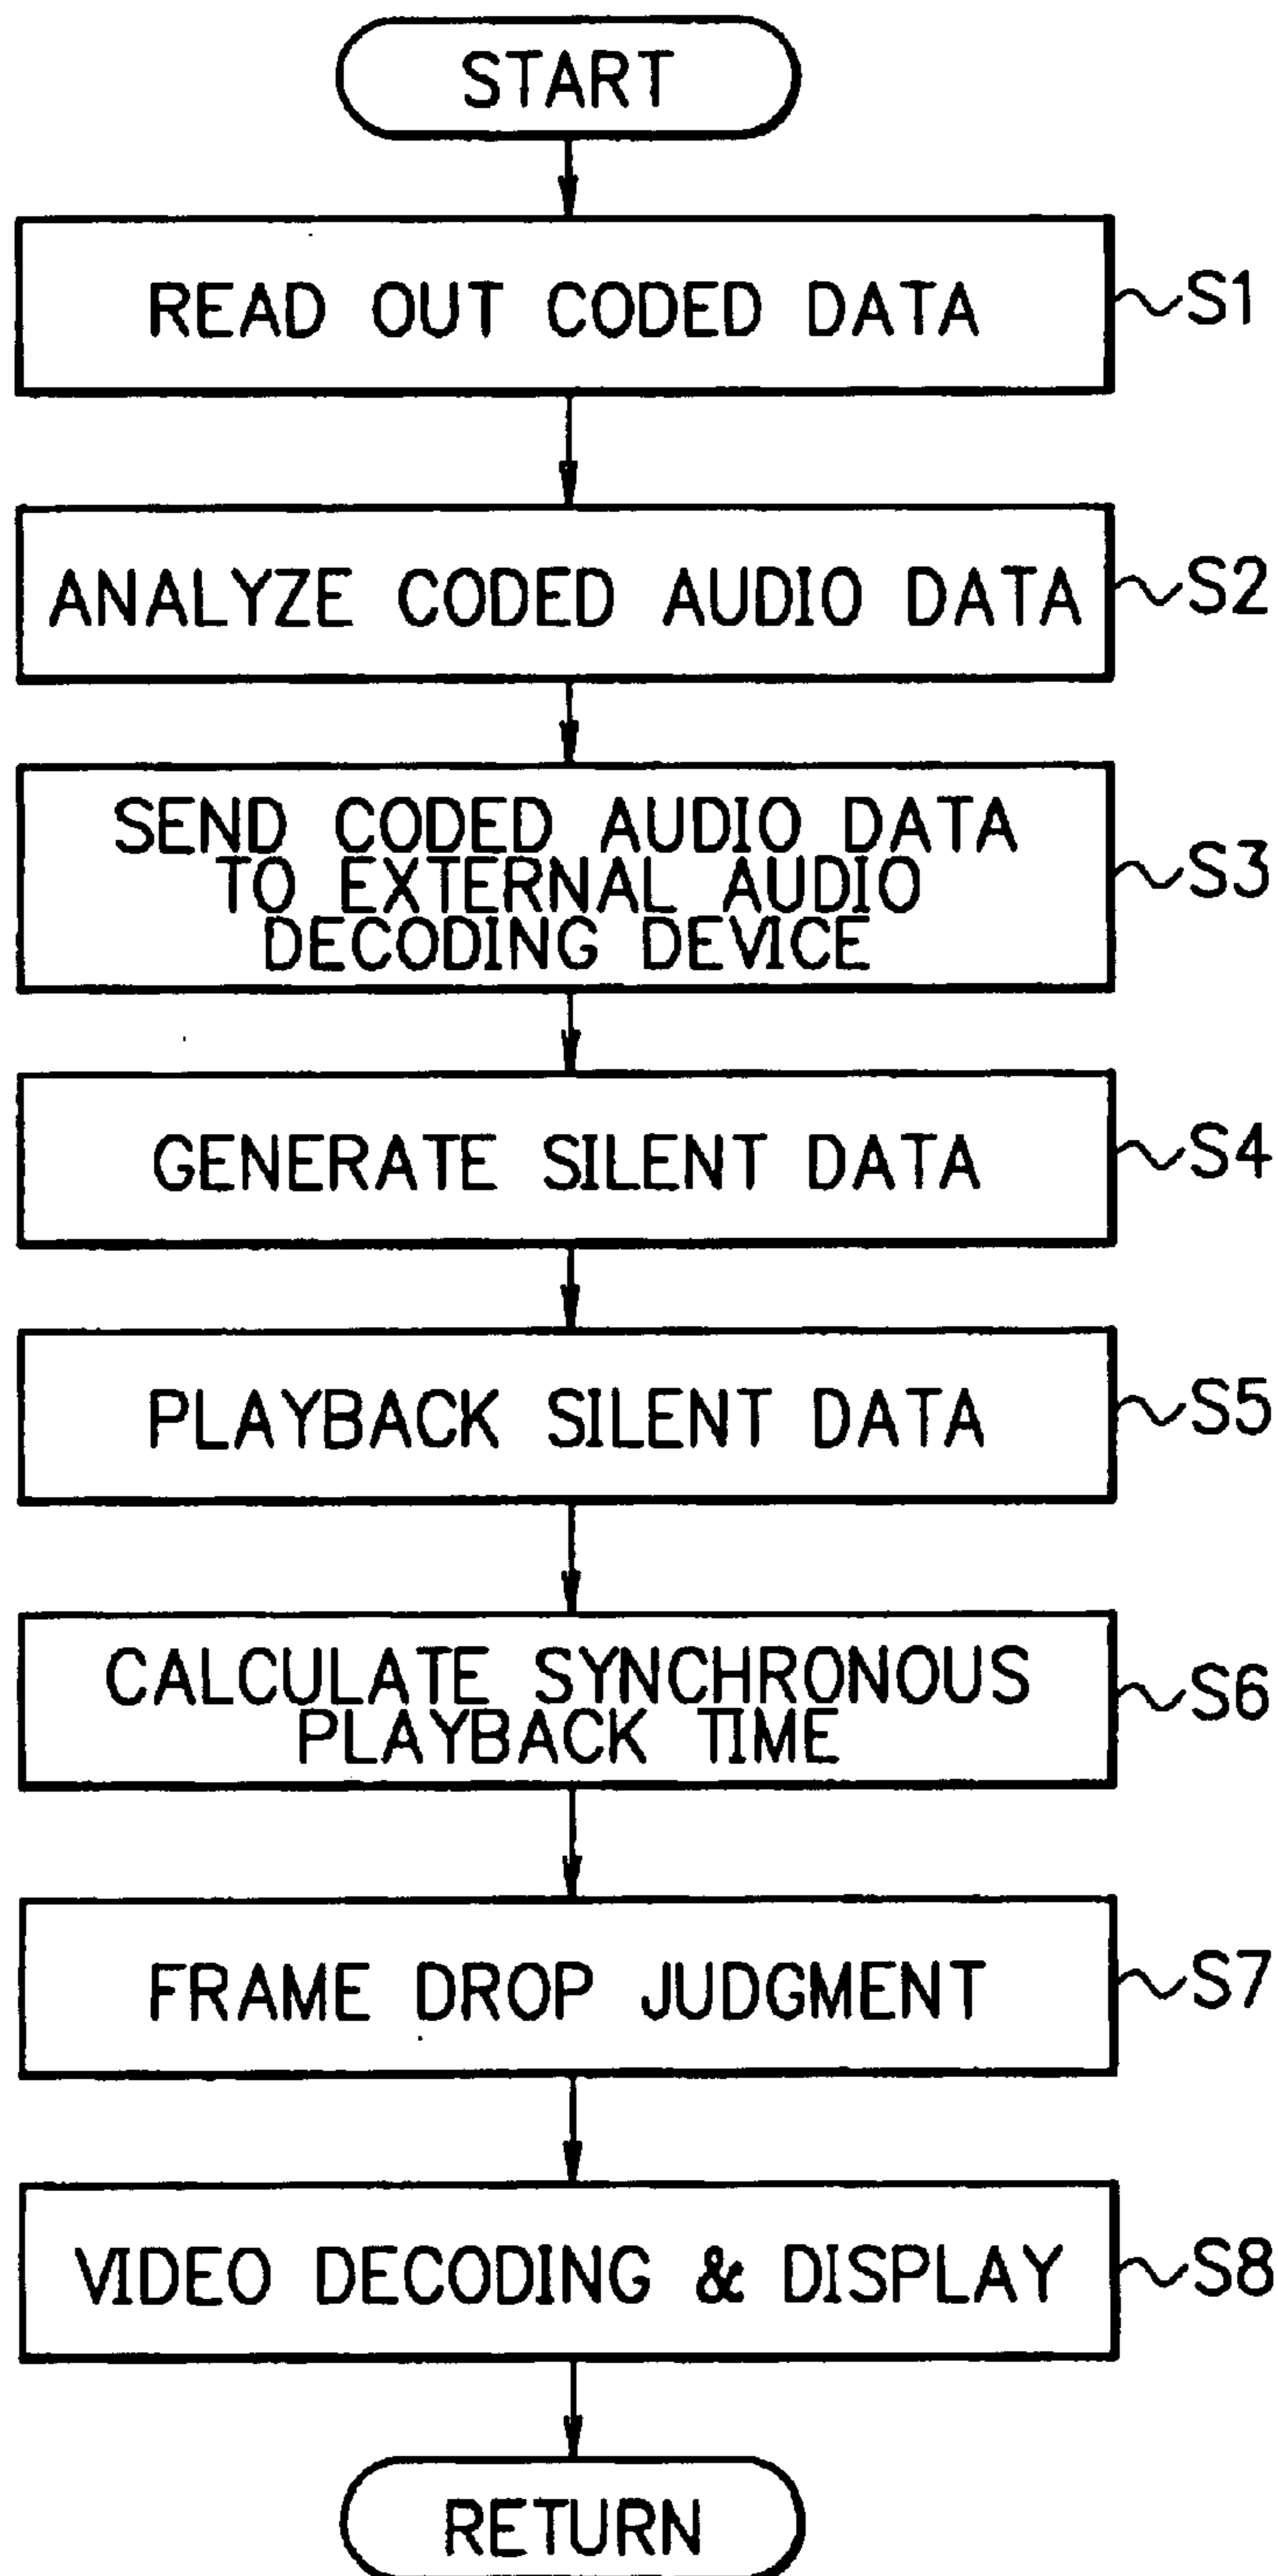 START
READ OUT CODED DATA
S1
ANALYZE CODED AUDIO DATA
S2
SEND CODED AUDIO DATA
TO EXTERNAL AUDIO
DECODING DEVICE
S3
GENERATE SILENT DATA
S4
PLAYBACK SILENT DATA
S5
CALCULATE SYNCHRONOUS
PLAYBACK TIME
S6
FRAME DROP JUDGMENT
S7
VIDEO DECODING & DISPLAY
S8
RETURN